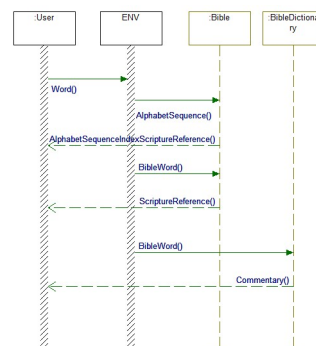 :User
ENV
:Bible
:BibleDictiona
ry
Word()
AlphabetSequence()
AlphabetSequenceIndexScriptureReference()
BibleWord()
ScriptureReference()
BibleWord()
Commentary()